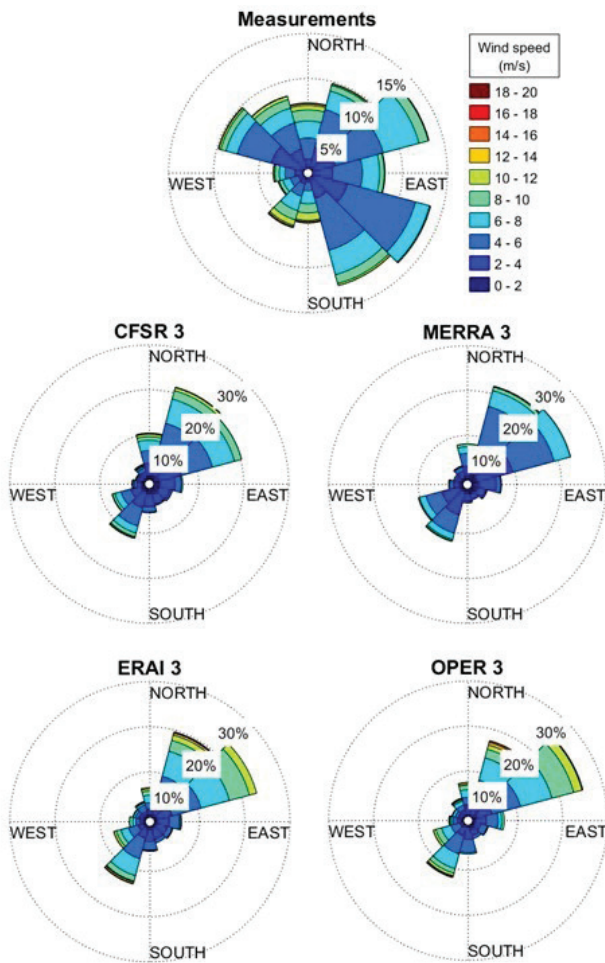 Measurements
NORTH
15%
10%
5%
WEST
EAST
SOUTH
Wind speed
(m/s)
18 - 20
16 - 18
14 - 16
12 - 14
10 - 12
8 - 10
6 - 8
4 - 6
2 - 4
0 - 2
CFSR 3
NORTH
30%
20%
10%
WEST
EAST
SOUTH
MERRA 3
NORTH
30%
20%
10%
WEST
EAST
SOUTH
ERAI 3
NORTH
30%
20%
10%
WEST
EAST
SOUTH
OPER 3
NORTH
30%
20%
10%
WEST
EAST
SOUTH